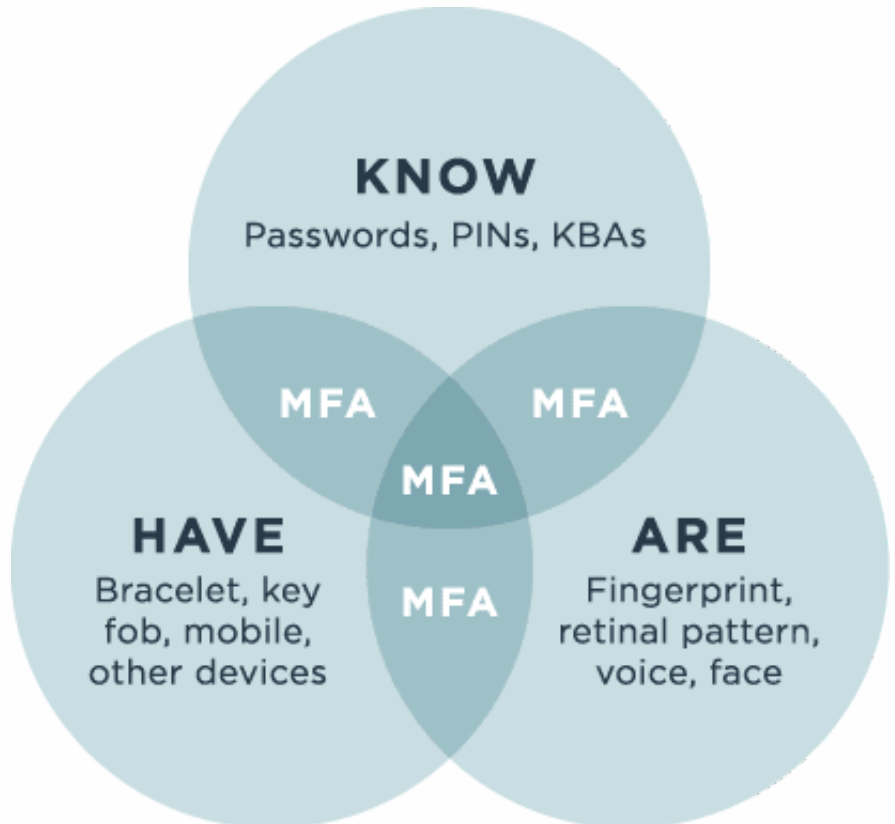 KNOW
Passwords, PINs, KBAs
MFA
MFA
MFA
HAVE
Bracelet, key
fob, mobile,
other devices
MFA
ARE
Fingerprint,
retinal pattern,
voice, face